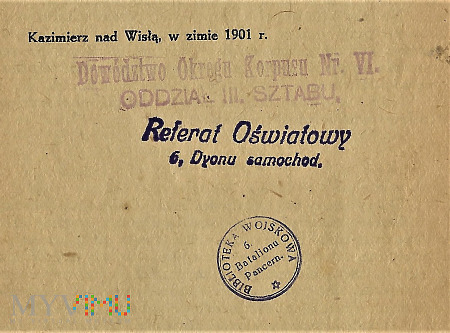 Kazimierz nad Wisłą, w zimie 1901 r.
Dowództwo Okręgu Korpusu Nr. VI.
ODDZIAŁ III. SZTABU.
Referat Oświatowy
6, Dyonu samochod.
BIBLIOTEKA WOJSKOWA
6.
Batalionu
Pancern.
MYVIMU